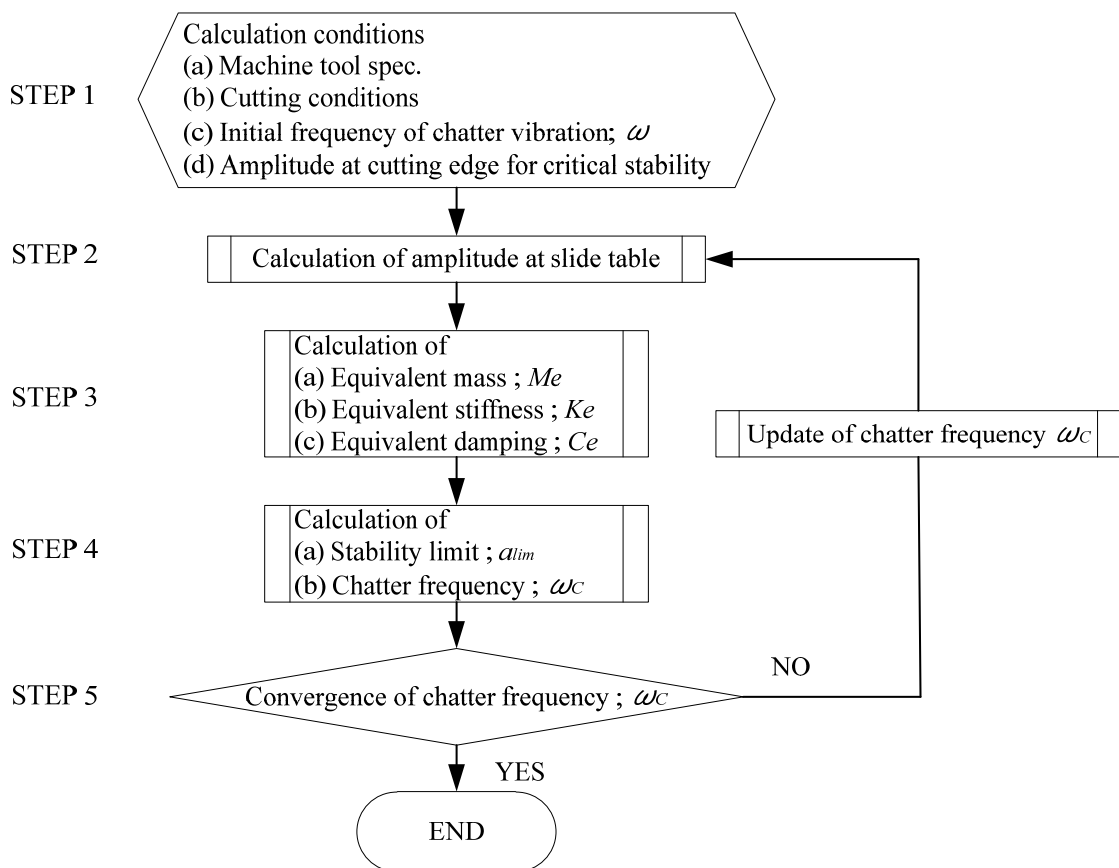 STEP 1
Calculation conditions
(a) Machine tool spec.
(b) Cutting conditions
(c) Initial frequency of chatter vibration; ω
(d) Amplitude at cutting edge for critical stability
STEP 2
Calculation of amplitude at slide table
STEP 3
Calculation of
(a) Equivalent mass ; Me
(b) Equivalent stiffness ; Ke
(c) Equivalent damping ; Ce
Update of chatter frequency ωC
STEP 4
Calculation of
(a) Stability limit ; alim
(b) Chatter frequency ; ωC
STEP 5
Convergence of chatter frequency ; ωC
NO
YES
END